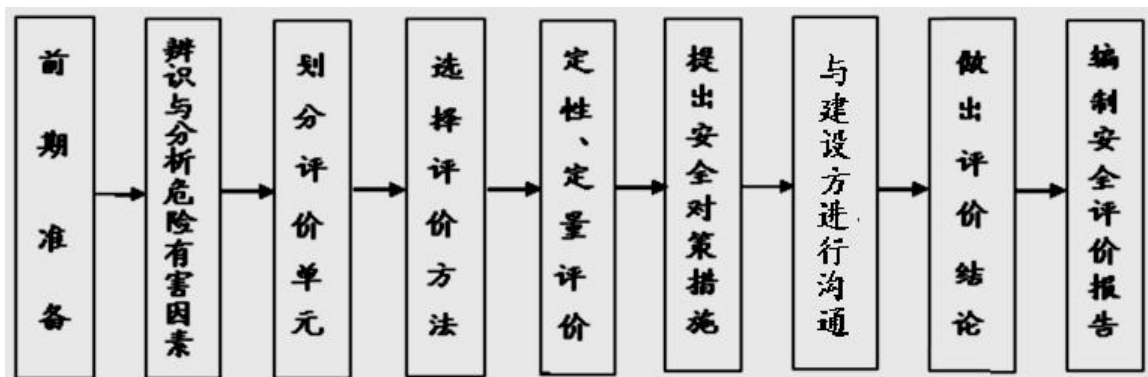 前期准备
辨识与分析危险有害因素
划分评价单元
选择评价方法
定性、定量评价
提出安全对策措施
与建设方进行沟通
做出评价结论
编制安全评价报告